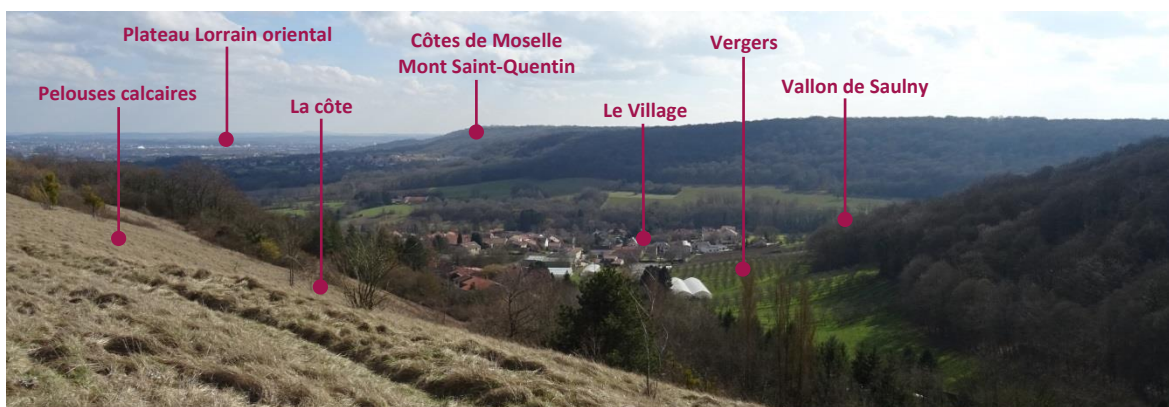 Plateau Lorrain oriental
Côtes de Moselle
Mont Saint-Quentin
Vergers
Pelouses calcaires
La côte
Le Village
Vallon de Saulny